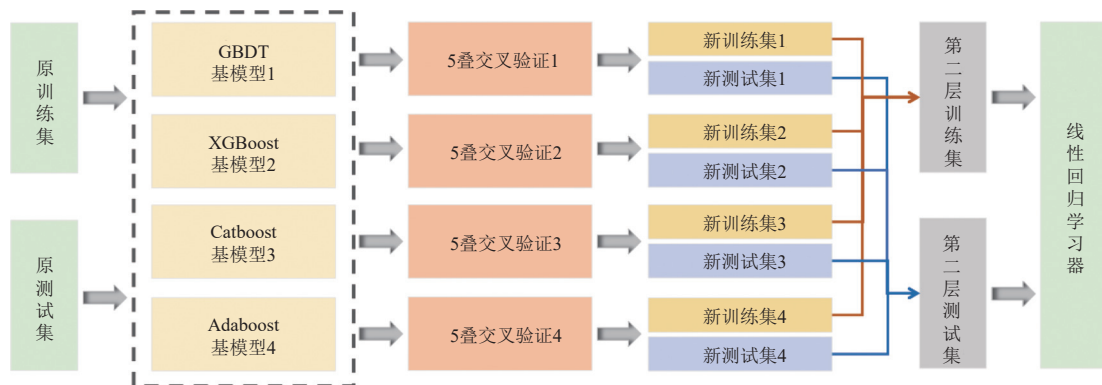 原训练集
原测试集
GBDT
基模型1
XGBoost
基模型2
Catboost
基模型3
Adaboost
基模型4
5叠交叉验证1
5叠交叉验证2
5叠交叉验证3
5叠交叉验证4
新训练集1
新测试集1
新训练集2
新测试集2
新训练集3
新测试集3
新训练集4
新测试集4
第二层训练集
第二层测试集
线性回归学习器